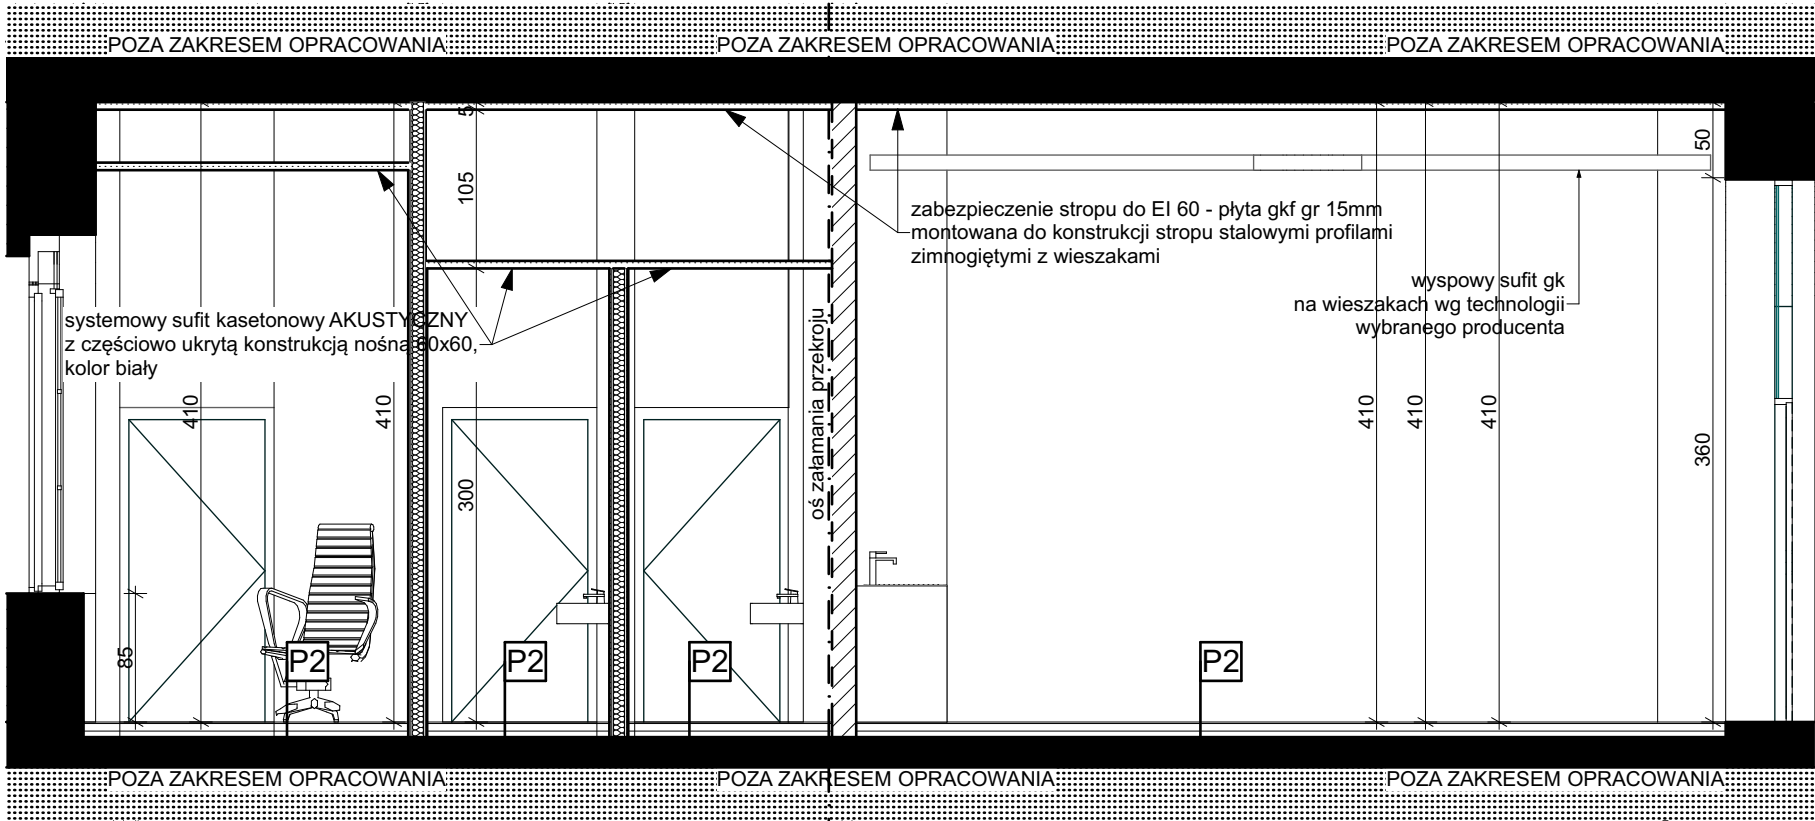 POZA ZAKRESEM OPRACOWANIA
POZA ZAKRESEM OPRACOWANIA
POZA ZAKRESEM OPRACOWANIA
5
105
50
zabezpieczenie stropu do EI 60 - płyta gkf gr 15mm
montowana do konstrukcji stropu stalowymi profilami
zimnogiętymi z wieszakami
wyspowy sufit gk
na wieszakach wg technologii
wybranego producenta
systemowy sufit kasetonowy AKUSTYCZNY
z częściowo ukrytą konstrukcją nośna 60x60,
kolor biały
oś załamania przekroju
410
410
410
410
410
300
360
85
P2
P2
P2
P2
POZA ZAKRESEM OPRACOWANIA
POZA ZAKRESEM OPRACOWANIA
POZA ZAKRESEM OPRACOWANIA